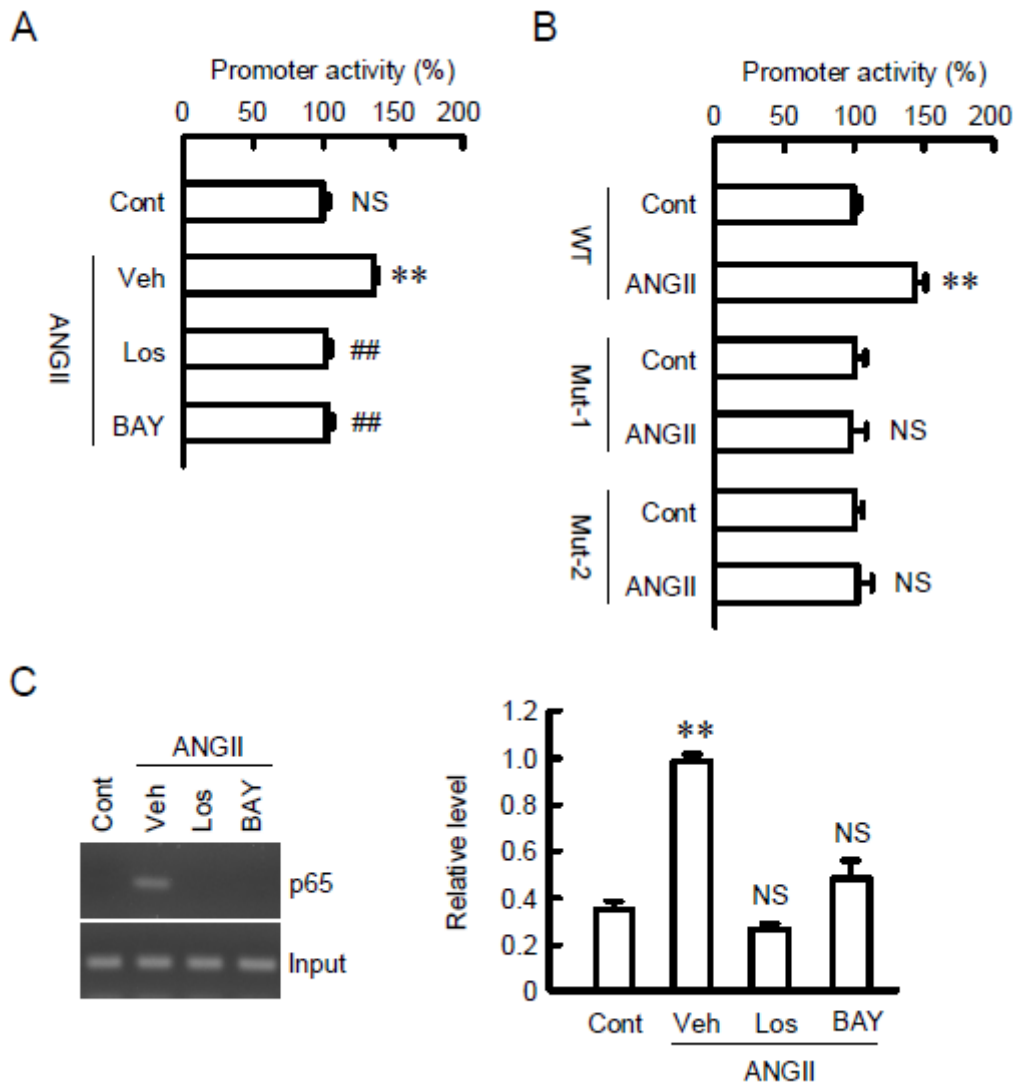 A
Promoter activity (%)
0 50 100 150 200
Cont NS
Veh **
Los ##
BAY ##
ANGII
B
Promoter activity (%)
0 50 100 150 200
WT
Cont
ANGII **
Mut-1
Cont
ANGII NS
Mut-2
Cont
ANGII NS
C
ANGII
Cont Veh Los BAY
p65
Input
Relative level
1.2
1.0
0.8
0.6
0.4
0.2
0
**
NS
NS
Cont Veh Los BAY
ANGII